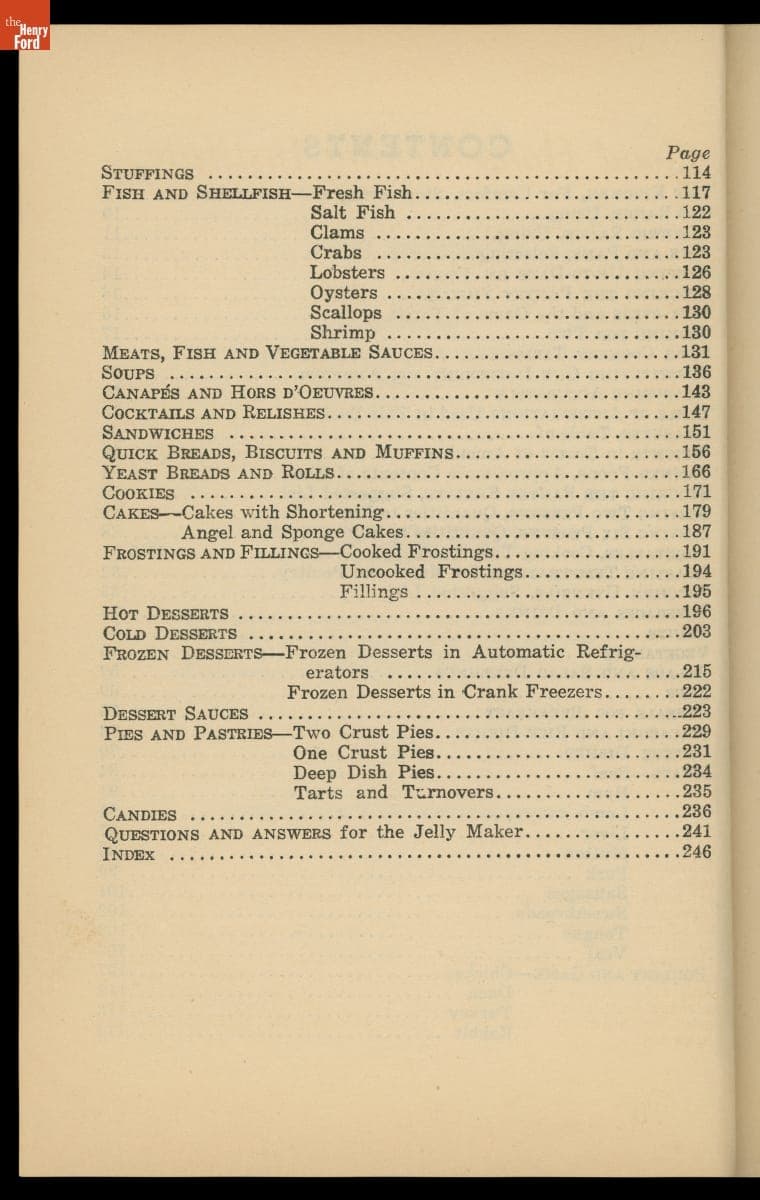 the
Henry
Ford
Page
STUFFINGS ................................................114
FISH AND SHELLFISH—Fresh Fish...........................117
Salt Fish ............................122
Clams ...............................123
Crabs ...............................123
Lobsters .............................126
Oysters ..............................128
Scallops .............................130
Shrimp ..............................130
MEATS, FISH AND VEGETABLE SAUCES.........................131
SOUPS ....................................................136
CANAPÉS AND HORS D'OEUVRES...............................143
COCKTAILS AND RELISHES....................................147
SANDWICHES ..............................................151
QUICK BREADS, BISCUITS AND MUFFINS.......................156
YEAST BREADS AND ROLLS...................................166
COOKIES ..................................................171
CAKES—Cakes with Shortening..............................179
Angel and Sponge Cakes............................187
FROSTINGS AND FILLINGS—Cooked Frostings...................191
Uncooked Frostings................194
Fillings ...........................195
HOT DESSERTS .............................................196
COLD DESSERTS ............................................203
FROZEN DESSERTS—Frozen Desserts in Automatic Refrig-
erators ..............................215
Frozen Desserts in Crank Freezers........222
DESSERT SAUCES ...........................................223
PIES AND PASTRIES—Two Crust Pies.........................229
One Crust Pies.........................231
Deep Dish Pies.........................234
Tarts and Turnovers...................235
CANDIES ..................................................236
QUESTIONS AND ANSWERS for the Jelly Maker................241
INDEX ....................................................246